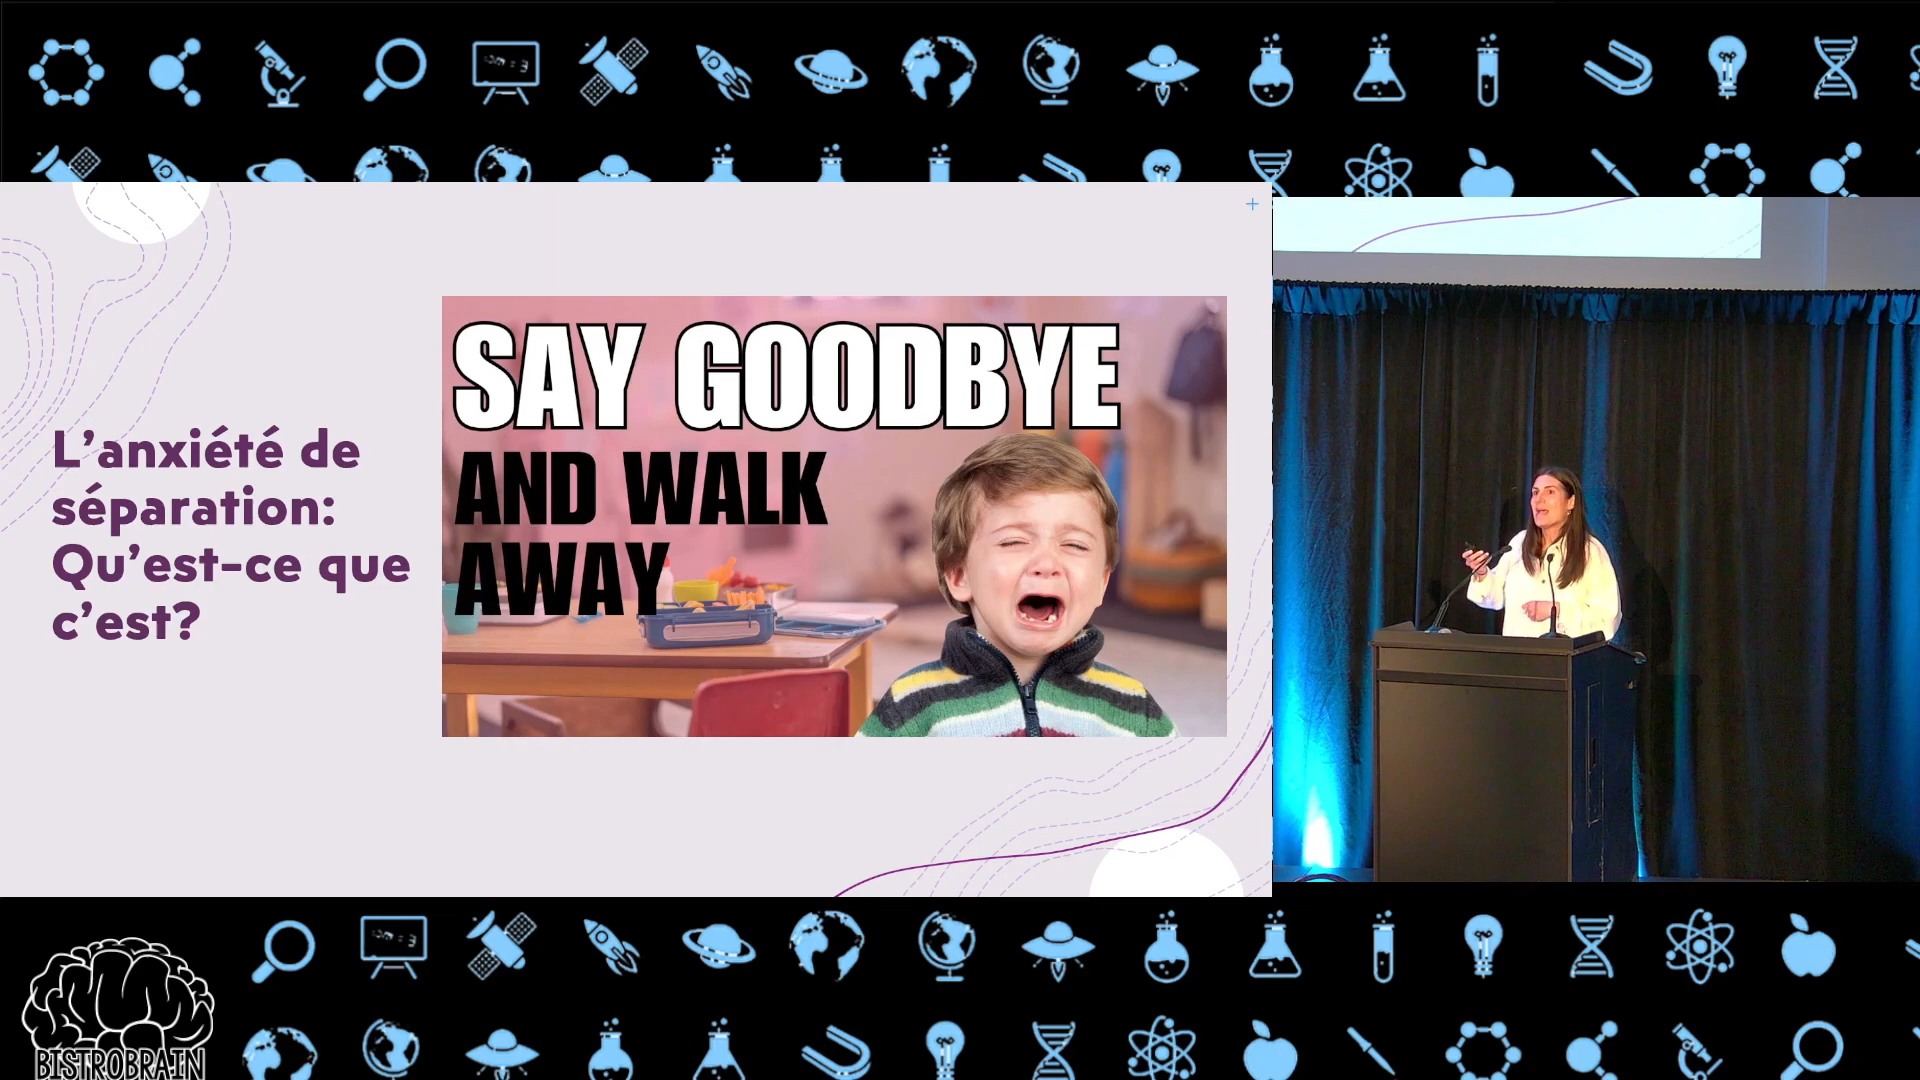 L'anxiété de
séparation:
Qu'est-ce que
c'est?
SAY GOODBYE
AND WALK
AWAY
BISTROBRAIN